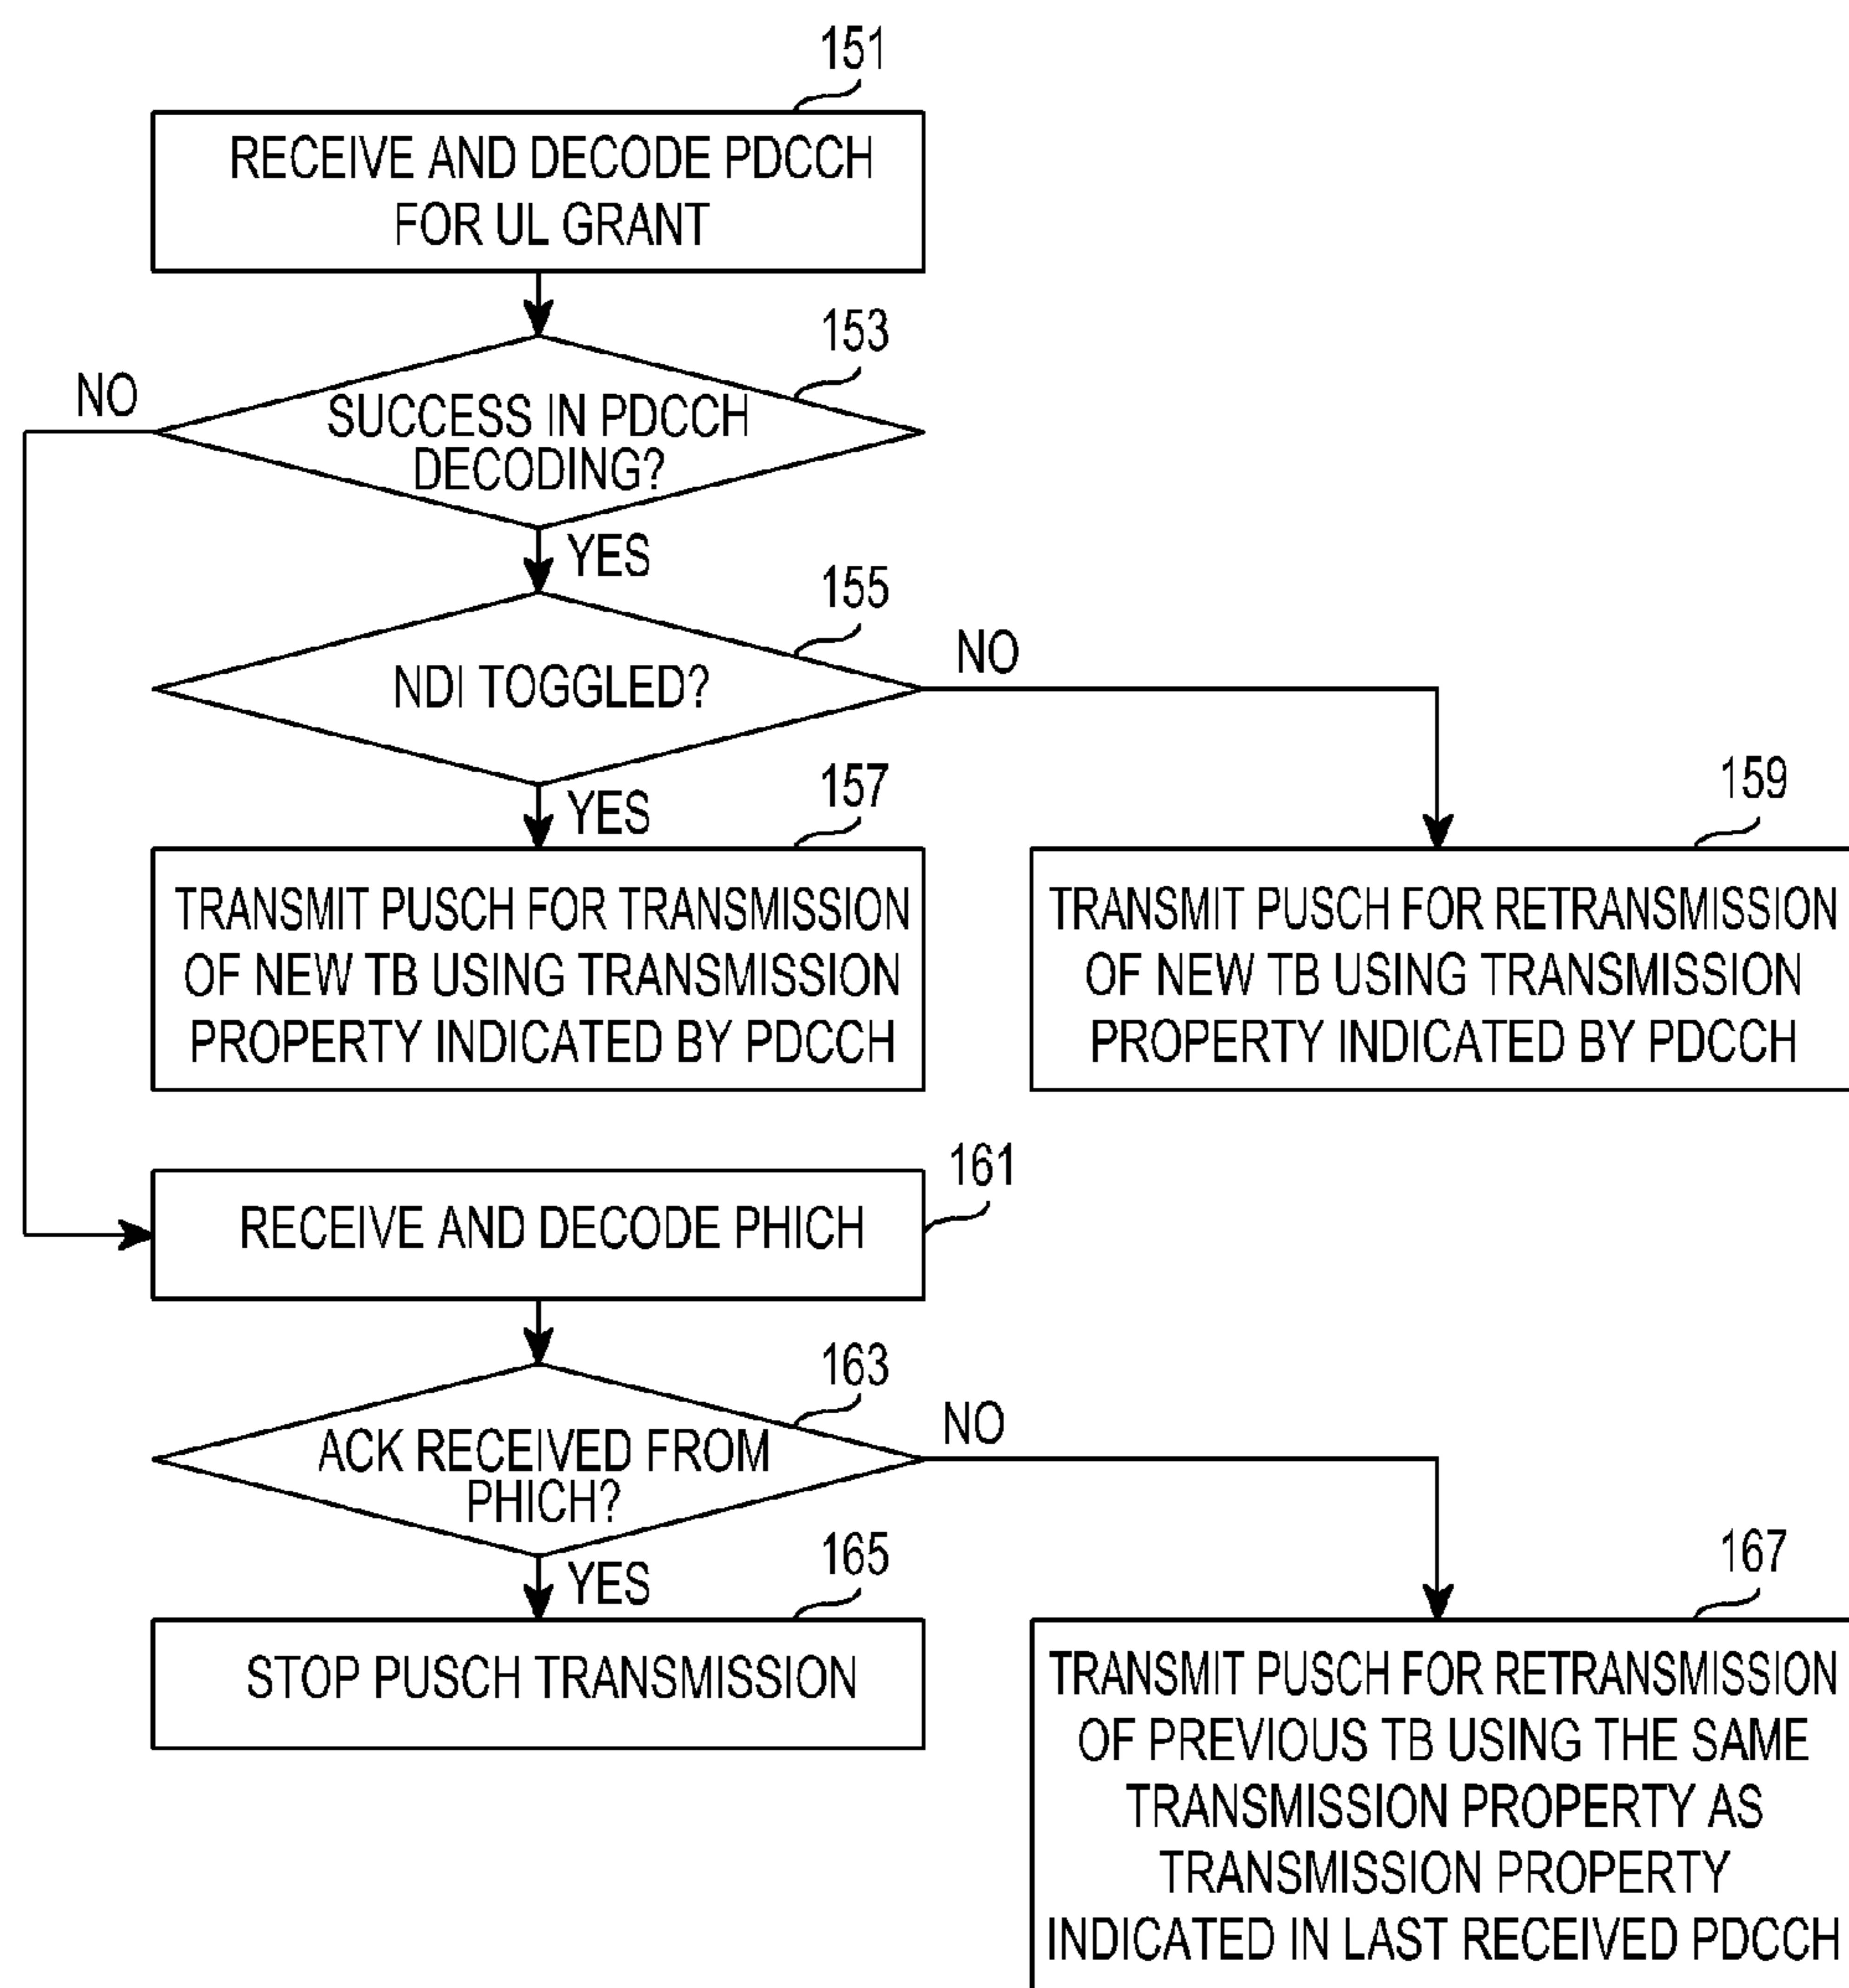 151
RECEIVE AND DECODE PDCCH
FOR UL GRANT
153
NO
SUCCESS IN PDCCH
DECODING?
YES
155
NO
NDI TOGGLED?
YES
157
159
TRANSMIT PUSCH FOR TRANSMISSION
OF NEW TB USING TRANSMISSION
PROPERTY INDICATED BY PDCCH
TRANSMIT PUSCH FOR RETRANSMISSION
OF NEW TB USING TRANSMISSION
PROPERTY INDICATED BY PDCCH
161
RECEIVE AND DECODE PHICH
163
NO
ACK RECEIVED FROM
PHICH?
YES
165
167
STOP PUSCH TRANSMISSION
TRANSMIT PUSCH FOR RETRANSMISSION
OF PREVIOUS TB USING THE SAME
TRANSMISSION PROPERTY AS
TRANSMISSION PROPERTY
INDICATED IN LAST RECEIVED PDCCH